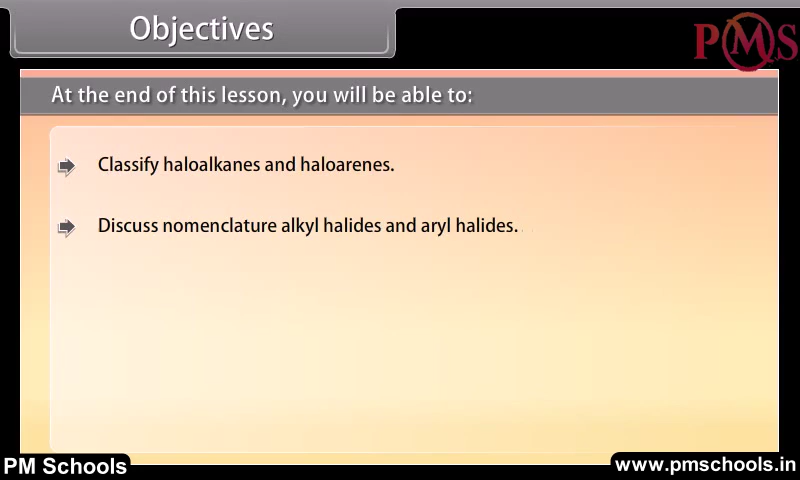 Objectives
PMS
At the end of this lesson, you will be able to:
Classify haloalkanes and haloarenes.
Discuss nomenclature alkyl halides and aryl halides.
PM Schools
www.pmschools.in